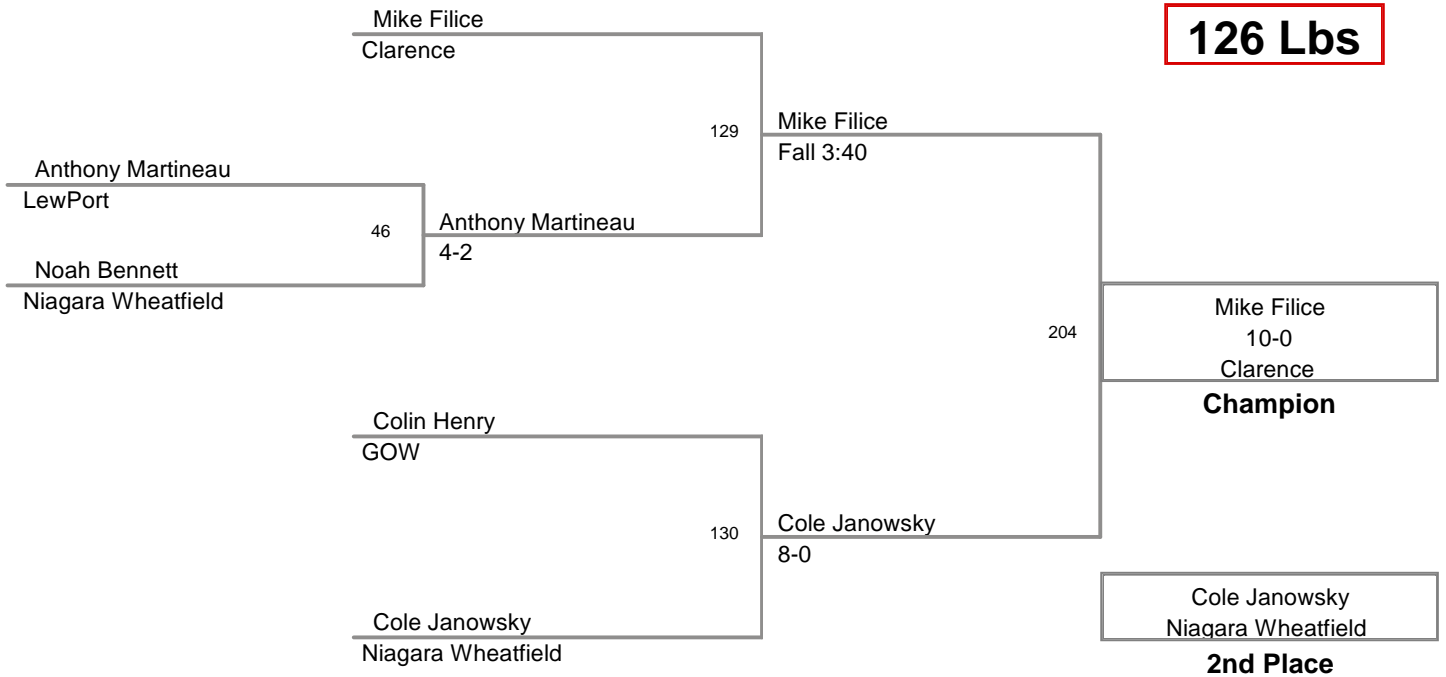 126 Lbs
Mike Filice
Clarence
129
Mike Filice
Fall 3:40
Anthony Martineau
LewPort
46
Anthony Martineau
4-2
Noah Bennett
Niagara Wheatfield
204
Mike Filice
10-0
Clarence
Champion
Colin Henry
GOW
130
Cole Janowsky
8-0
Cole Janowsky
Niagara Wheatfield
Cole Janowsky
Niagara Wheatfield
2nd Place